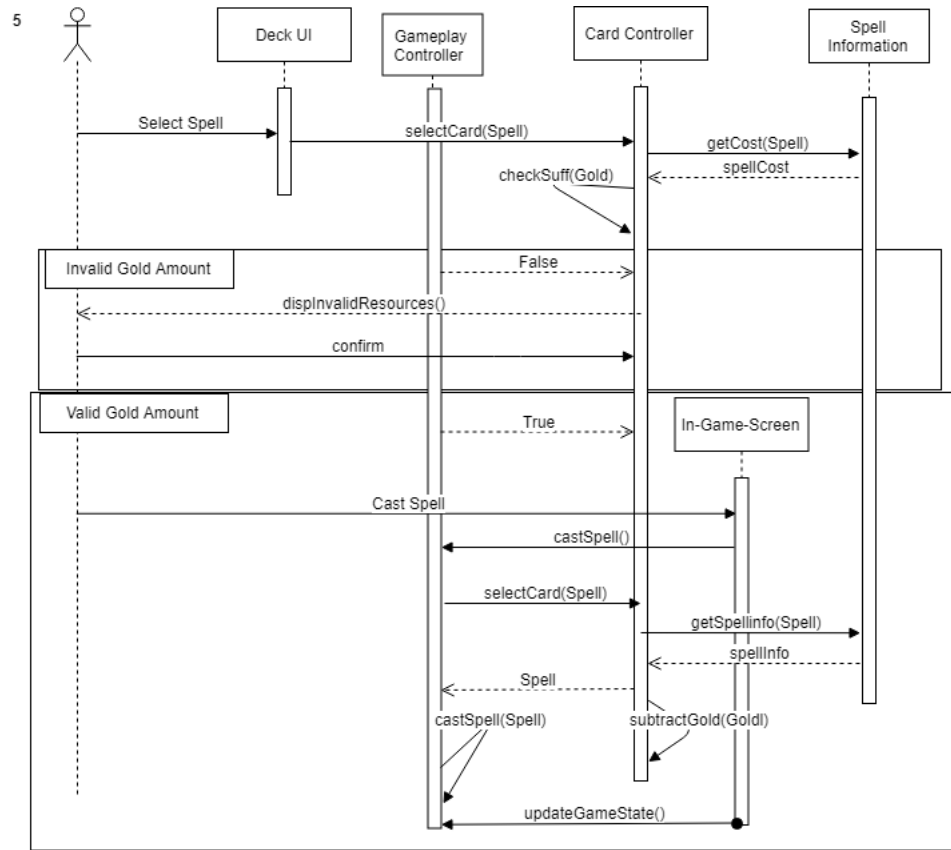 5
Deck UI
Gameplay
Controller
Card Controller
Spell
Information
Select Spell
selectCard(Spell)
getCost(Spell)
spellCost
checkSuff(Gold)
Invalid Gold Amount
False
dispInvalidResources()
confirm
Valid Gold Amount
True
In-Game-Screen
Cast Spell
castSpell()
selectCard(Spell)
getSpellinfo(Spell)
spellInfo
Spell
castSpell(Spell)
subtractGold(Goldl)
updateGameState()